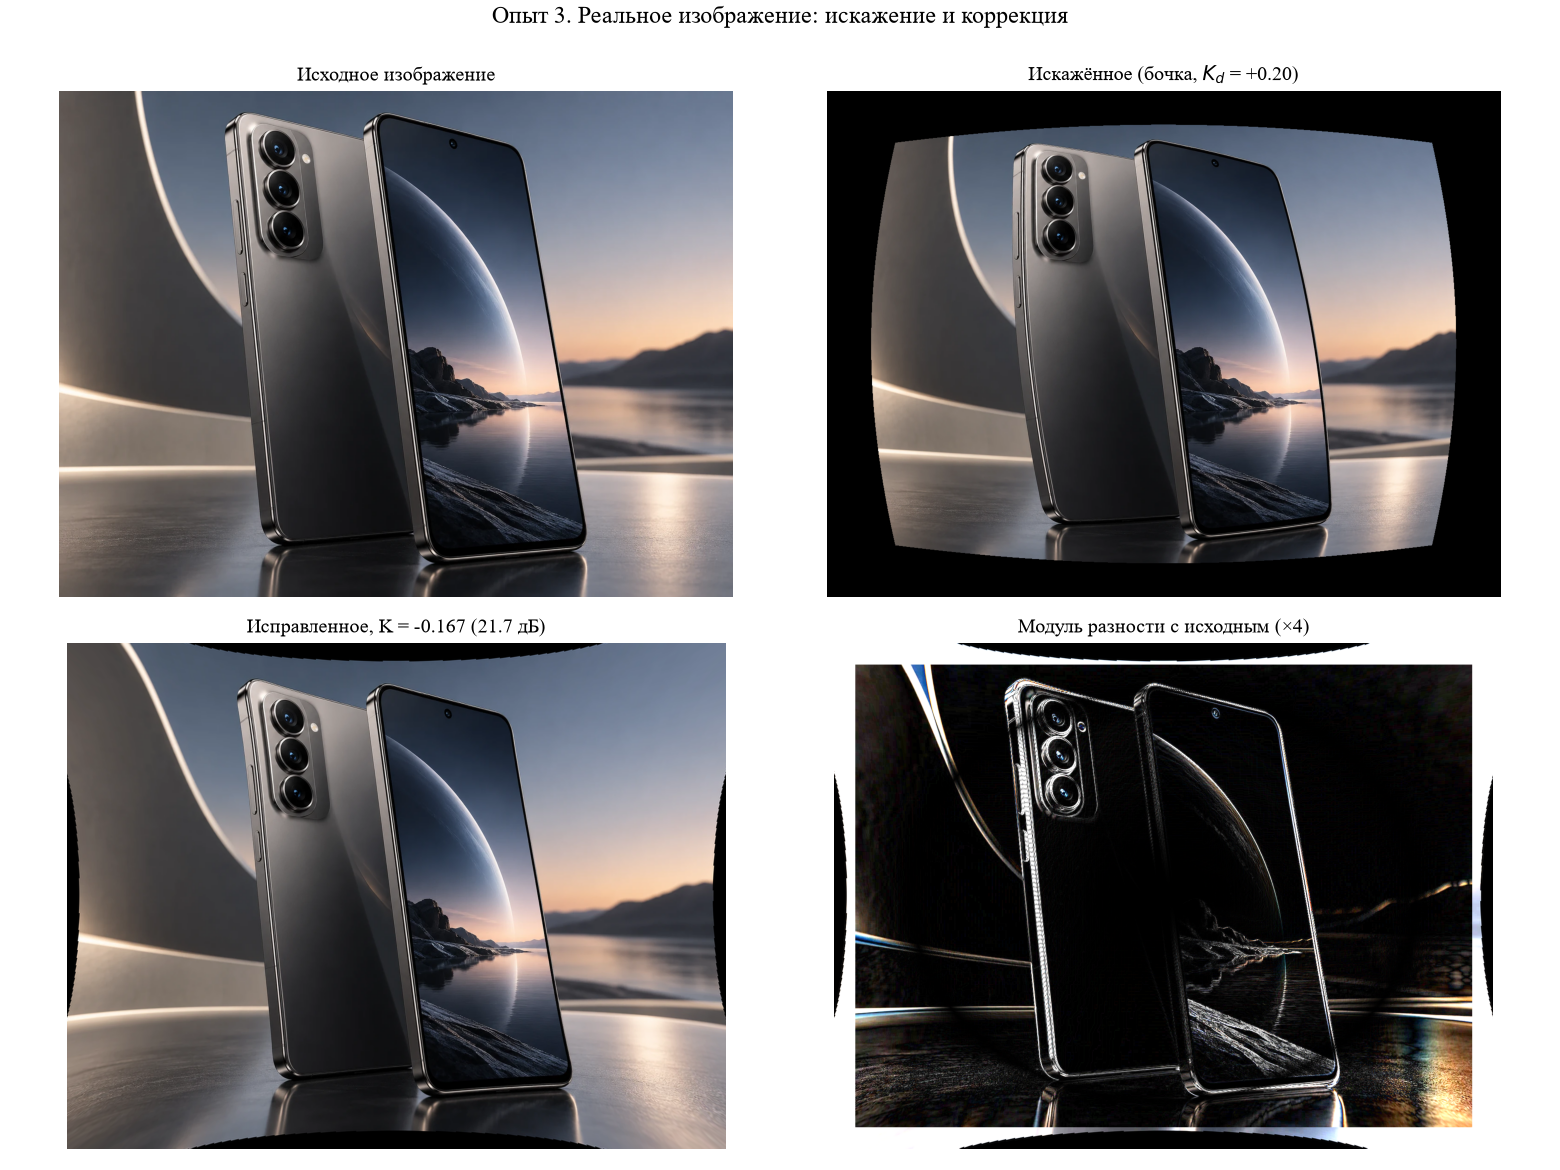 Опыт 3. Реальное изображение: искажение и коррекция
Исходное изображение
Искажённое (бочка, K_d = +0.20)
Исправленное, K = -0.167 (21.7 дБ)
Модуль разности с исходным (×4)